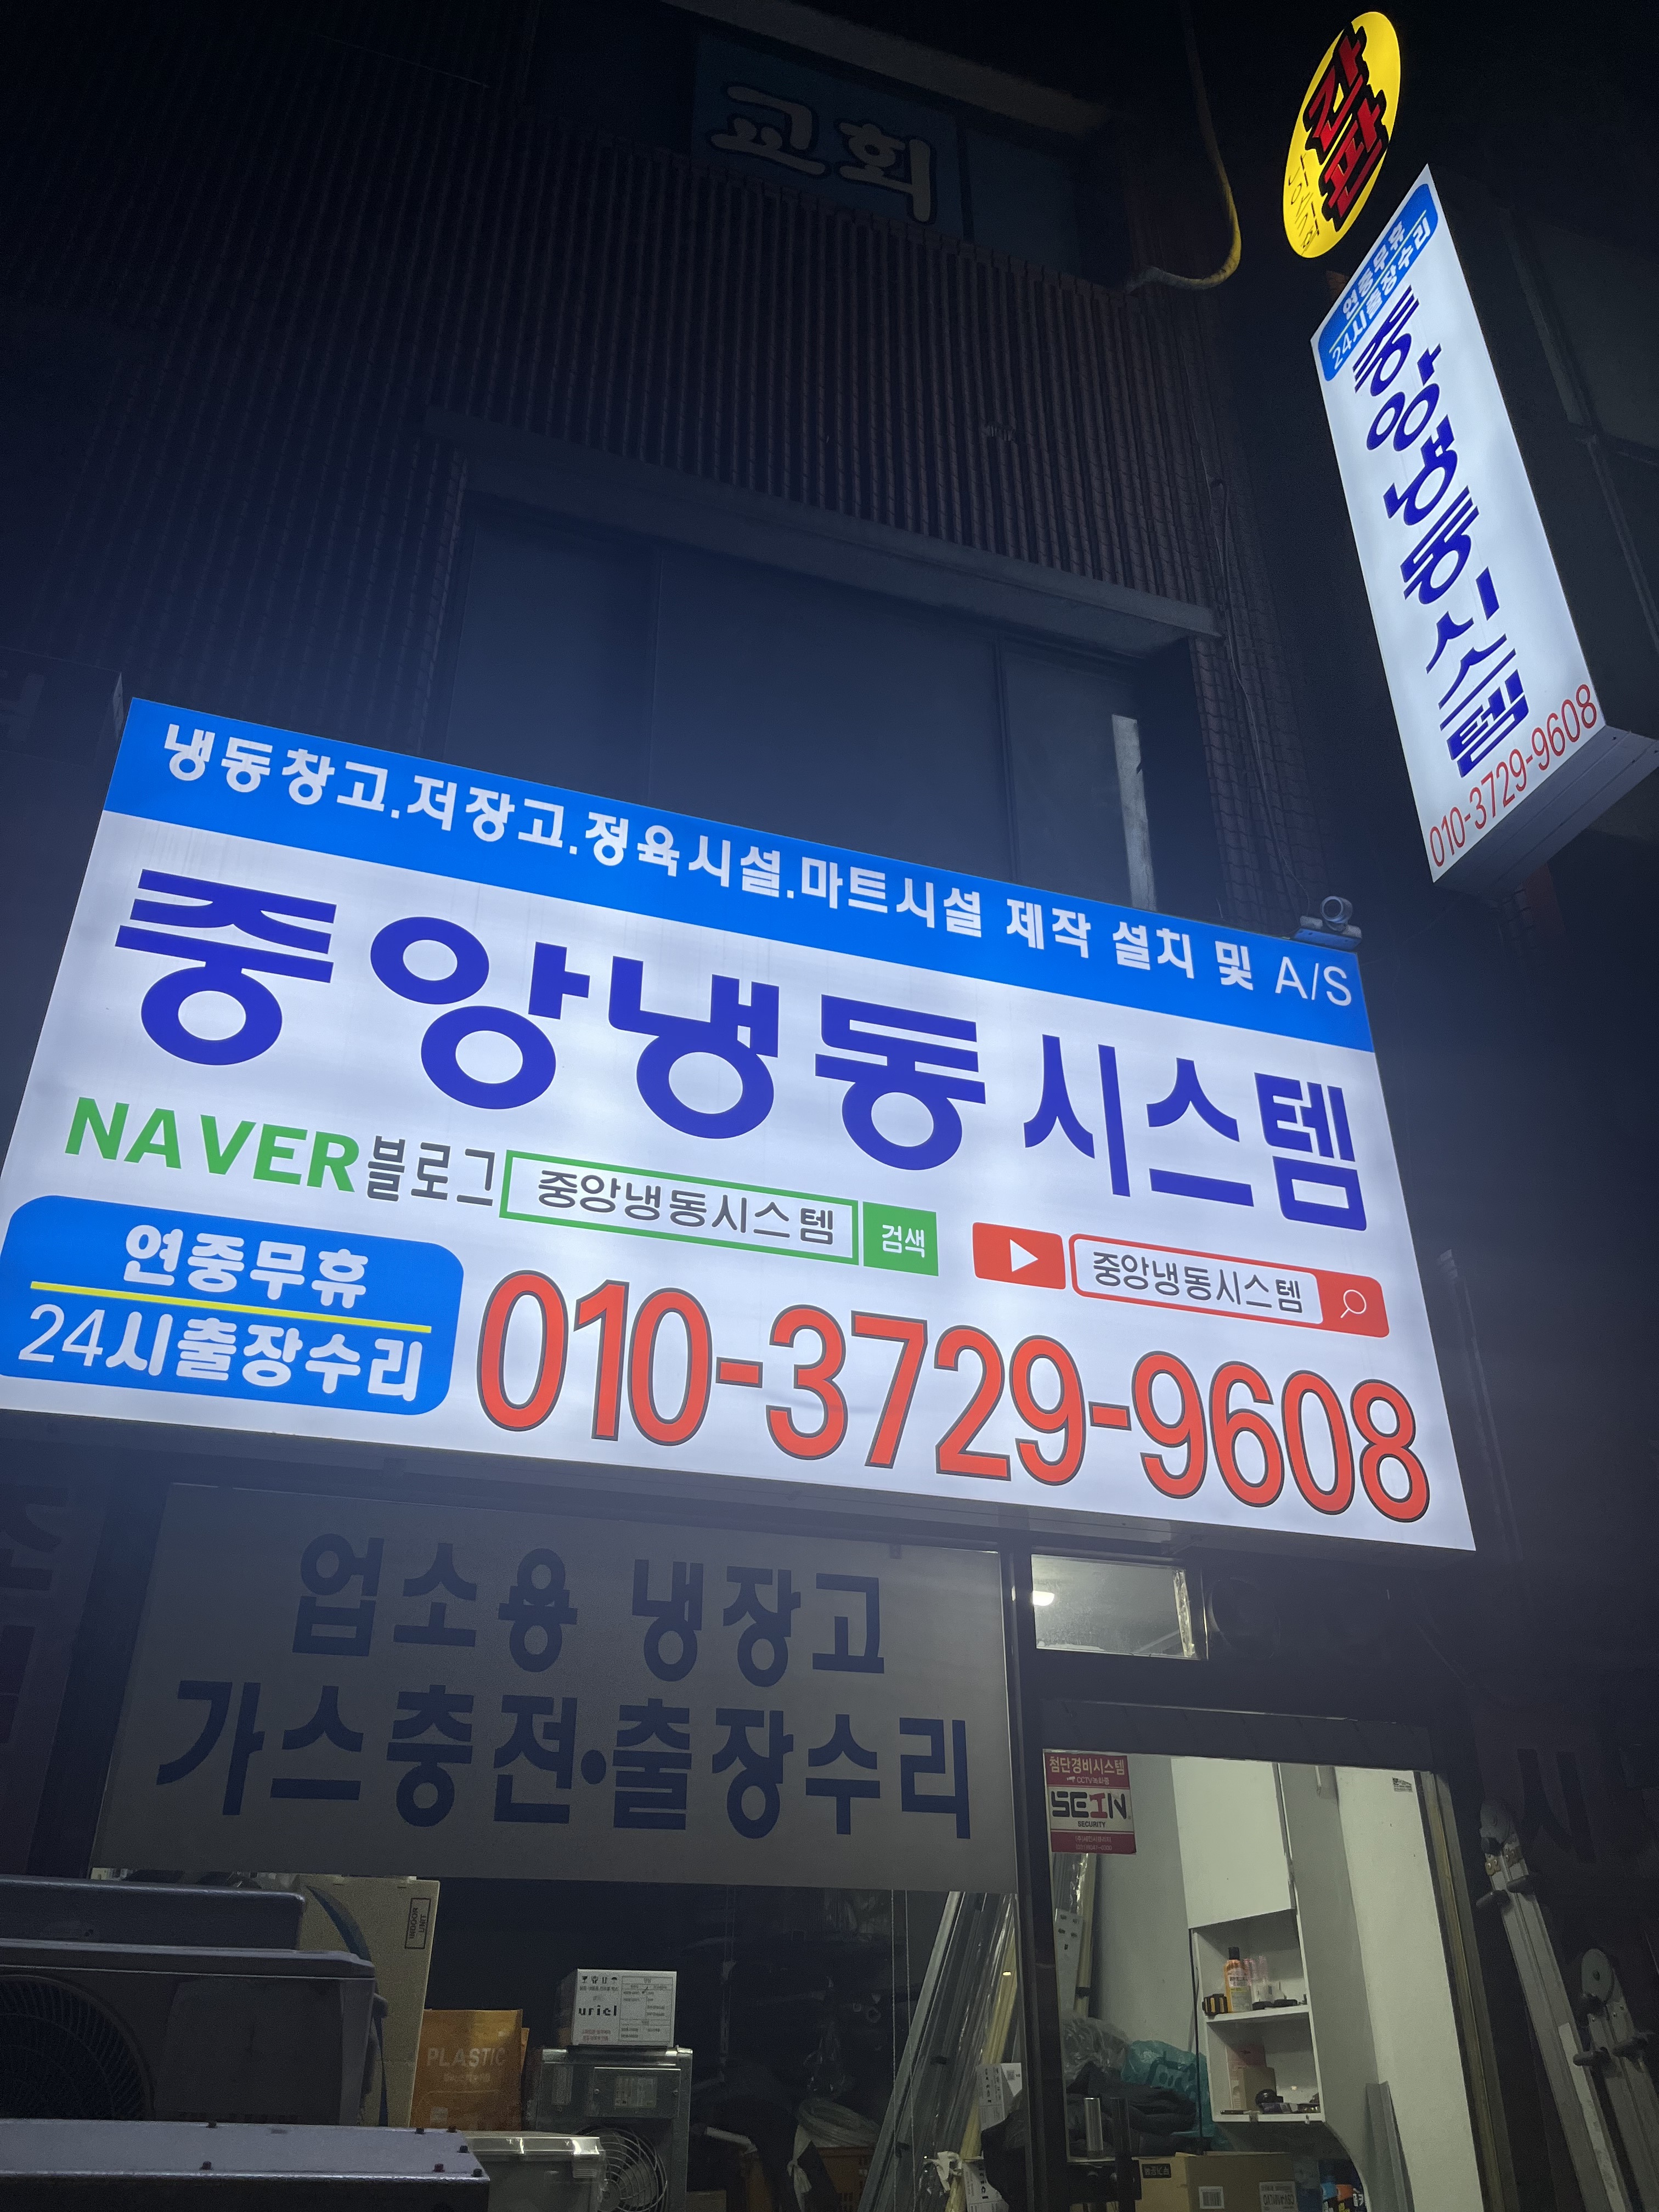 교회
간판
연중무휴
24시출장수리
중앙냉동시스템
010-3729-9608
냉동창고.저장고.정육시설.마트시설 제작 설치 및 A/S
중앙냉동시스템
NAVER블로그 중앙냉동시스템 검색
중앙냉동시스템
연중무휴
24시출장수리
010-3729-9608
업소용 냉장고
가스충전·출장수리
첨단경비시스템
SEIN
SECURITY
INDOOR
UNIT
uriel
PLASTIC